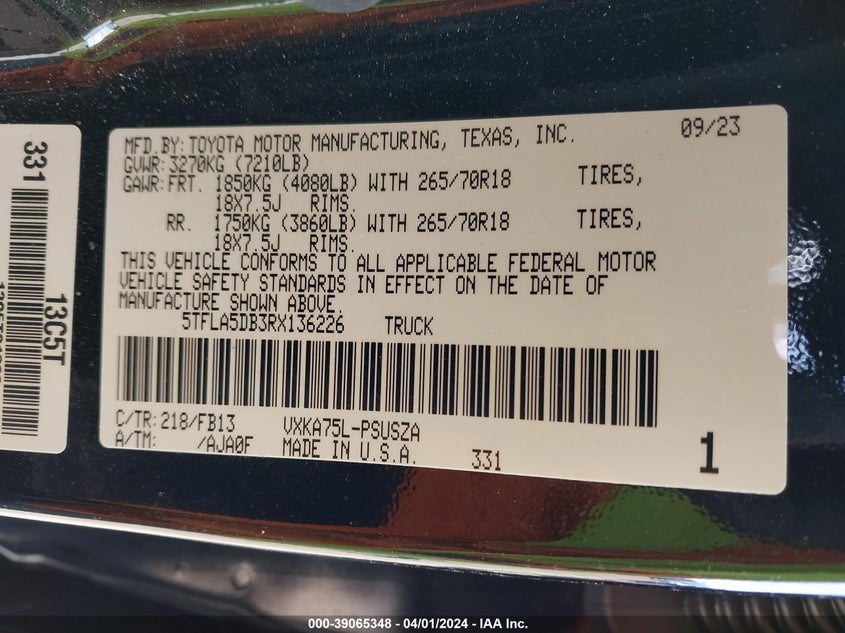 331
13C5T
MFD.BY: TOYOTA MOTOR MANUFACTURING, TEXAS, INC. 09/23
GVWR: 3270KG (7210LB)
GAWR: FRT. 1850KG (4080LB) WITH 265/70R18 TIRES,
18X7.5J RIMS.
RR. 1750KG (3860LB) WITH 265/70R18 TIRES,
18X7.5J RIMS.
THIS VEHICLE CONFORMS TO ALL APPLICABLE FEDERAL MOTOR
VEHICLE SAFETY STANDARDS IN EFFECT ON THE DATE OF
MANUFACTURE SHOWN ABOVE.
5TFLA5DB3RX136226 TRUCK
C/TR: 218/FB13 VXKA75L-PSUSZA
A/TM: /AJA0F MADE IN U.S.A. 331 1
000-39065348 - 04/01/2024 - IAA Inc.